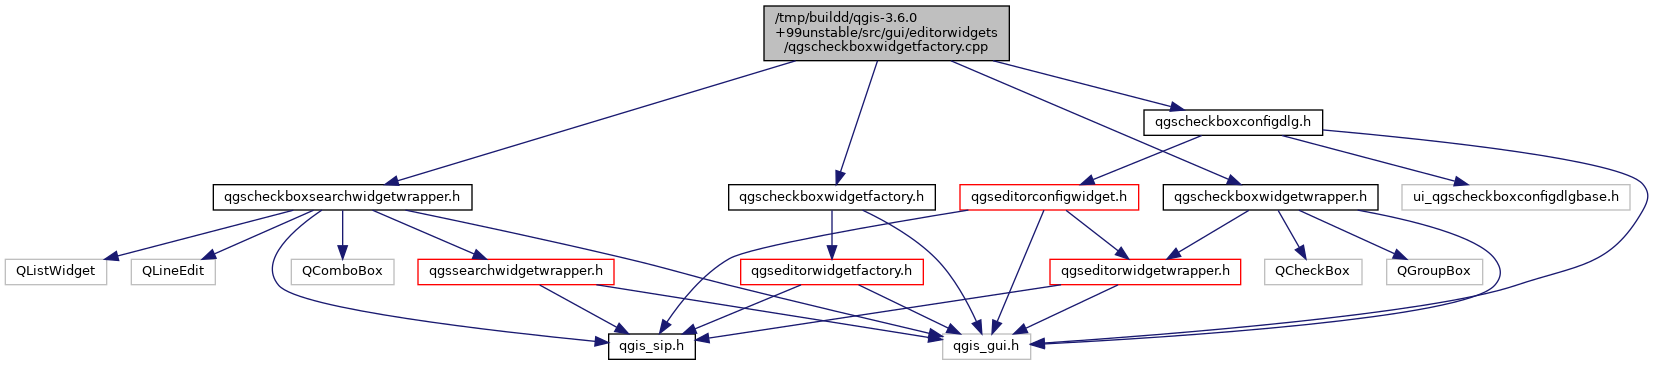 /tmp/buildd/qgis-3.6.0
+99unstable/src/gui/editorwidgets
/qgscheckboxwidgetfactory.cpp
qgscheckboxconfigdlg.h
qgscheckboxsearchwidgetwrapper.h
qgscheckboxwidgetfactory.h
qgseditorconfigwidget.h
qgscheckboxwidgetwrapper.h
ui_qgscheckboxconfigdlgbase.h
QListWidget
QLineEdit
QComboBox
qgssearchwidgetwrapper.h
qgseditorwidgetfactory.h
qgseditorwidgetwrapper.h
QCheckBox
QGroupBox
qgis_sip.h
qgis_gui.h